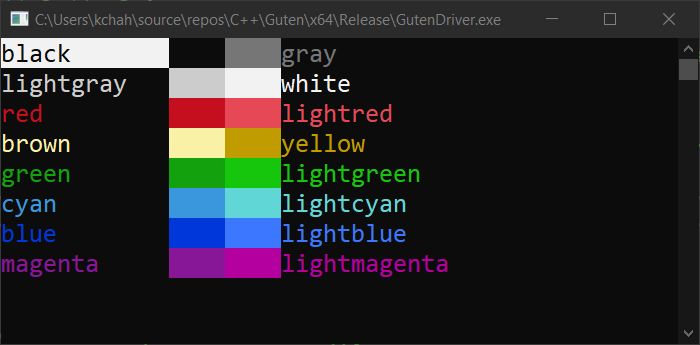 C:\Users\kchah\source\repos\C++\Guten\x64\Release\GutenDriver.exe
black gray
lightgray white
red lightred
brown yellow
green lightgreen
cyan lightcyan
blue lightblue
magenta lightmagenta